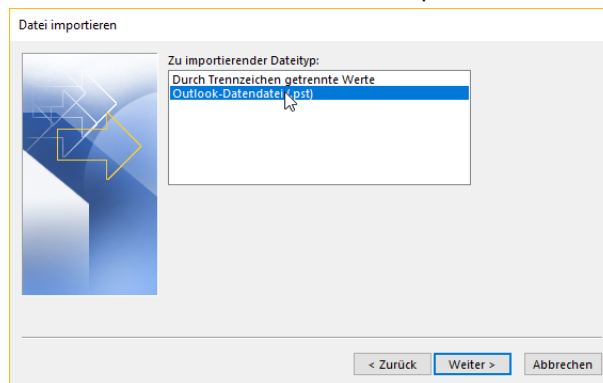 Datei importieren
Zu importierender Dateityp:
Durch Trennzeichen getrennte Werte
Outlook-Datendatei (.pst)
< Zurück
Weiter >
Abbrechen